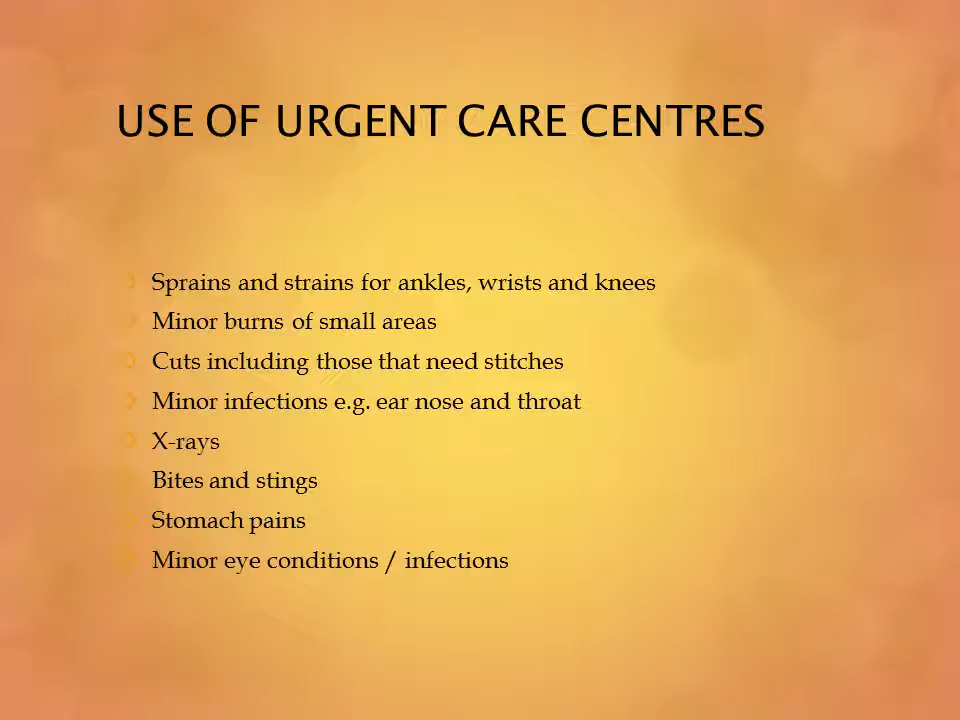 USE OF URGENT CARE CENTRES
Sprains and strains for ankles, wrists and knees
Minor burns of small areas
Cuts including those that need stitches
Minor infections e.g. ear nose and throat
X-rays
Bites and stings
Stomach pains
Minor eye conditions / infections